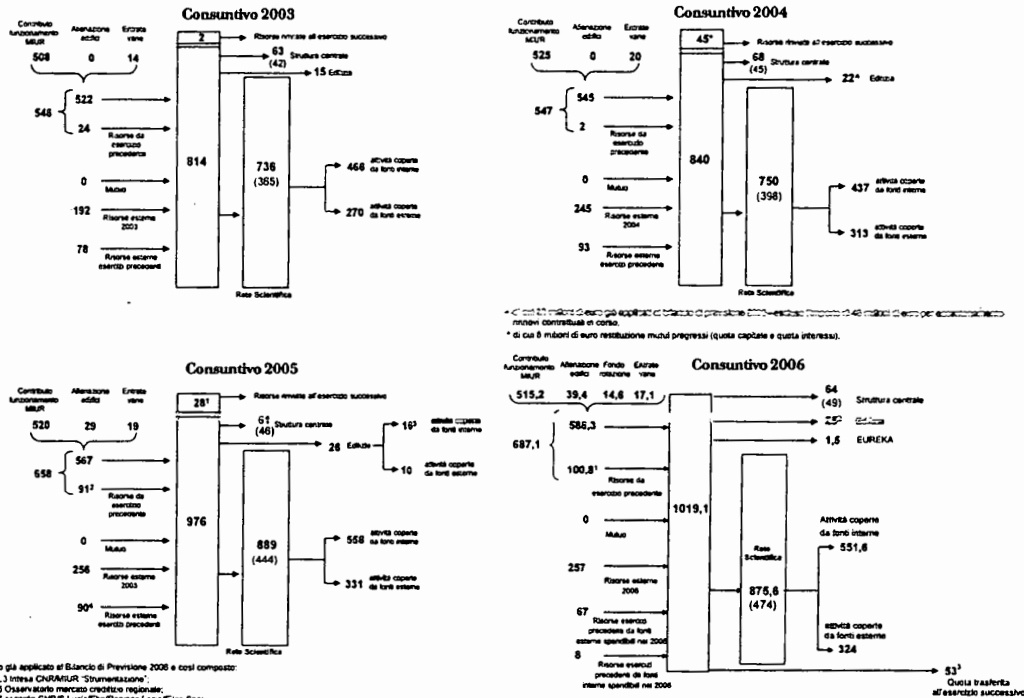 Consuntivo 2003
Contributo funzionamento MIUR
Alienazione edifici
Entrate varie
508 0 14
2
Risorse rinviate all'esercizio successivo
63 (42) Struttura centrale
15 Edilizia
546
522
24
Risorse da esercizio precedente
814
736 (365)
466 attività coperte da fonti interne
270 attività coperte da fonti esterne
0
Mutuo
192
Risorse esterne 2003
78
Risorse esterne esercizi precedenti
Rete Scientifica
Consuntivo 2004
Contributo funzionamento MIUR
Alienazione edifici
Entrate varie
525 0 20
45*
Risorse rinviate all'esercizio successivo
68 (45) Struttura centrale
22^ Edilizia
547
545
2
Risorse da esercizio precedente
840
750 (398)
437 attività coperte da fonti interne
313 attività coperte da fonti esterne
0
Mutuo
245
Risorse esterne 2004
93
Risorse esterne esercizio precedente
Rete Scientifica
rinnovi contrattuali in corso.
di cui 8 milioni di euro restituzione mutui pregressi (quota capitale e quota interessi).
Consuntivo 2005
Contributo funzionamento MIUR
Alienazione edifici
Entrate varie
520 29 19
28¹
Risorse rinviate all'esercizio successivo
61 (46) Struttura centrale
26 Edilizia
16³ attività coperte da fonti interne
10 attività coperte da fonti esterne
658
567
91²
Risorse da esercizio precedente
976
889 (444)
558 attività coperte da fonti interne
331 attività coperte da fonti esterne
0
Mutuo
256
Risorse esterne 2005
90⁴
Risorse esterne esercizi precedenti
Rete Scientifica
o già applicato al Bilancio di Previsione 2006 e così composto:
,3 Intesa CNR/MIUR "Strumentazione";
Osservatorio mercato creditizio regionale;
Consuntivo 2006
Contributo funzionamento MIUR
Alienazione edifici
Fondo rotazione
Entrate varie
515,2 39,4 14,6 17,1
64 (49) Struttura centrale
25²
1,5 EUREKA
687,1
586,3
100,8¹
Risorse da esercizio precedente
1019,1
Rete Scientifica
875,6 (474)
Attività coperte da fonti interne
551,6
attività coperte da fonti esterne
324
0
Mutuo
257
Risorse esterne 2006
67
Risorse esercizio precedente da fonti esterne spendibili nel 2006
8
Risorse esercizi precedente da fonti interne spendibili nel 2006
53³
Quota trasferita all'esercizio successivo